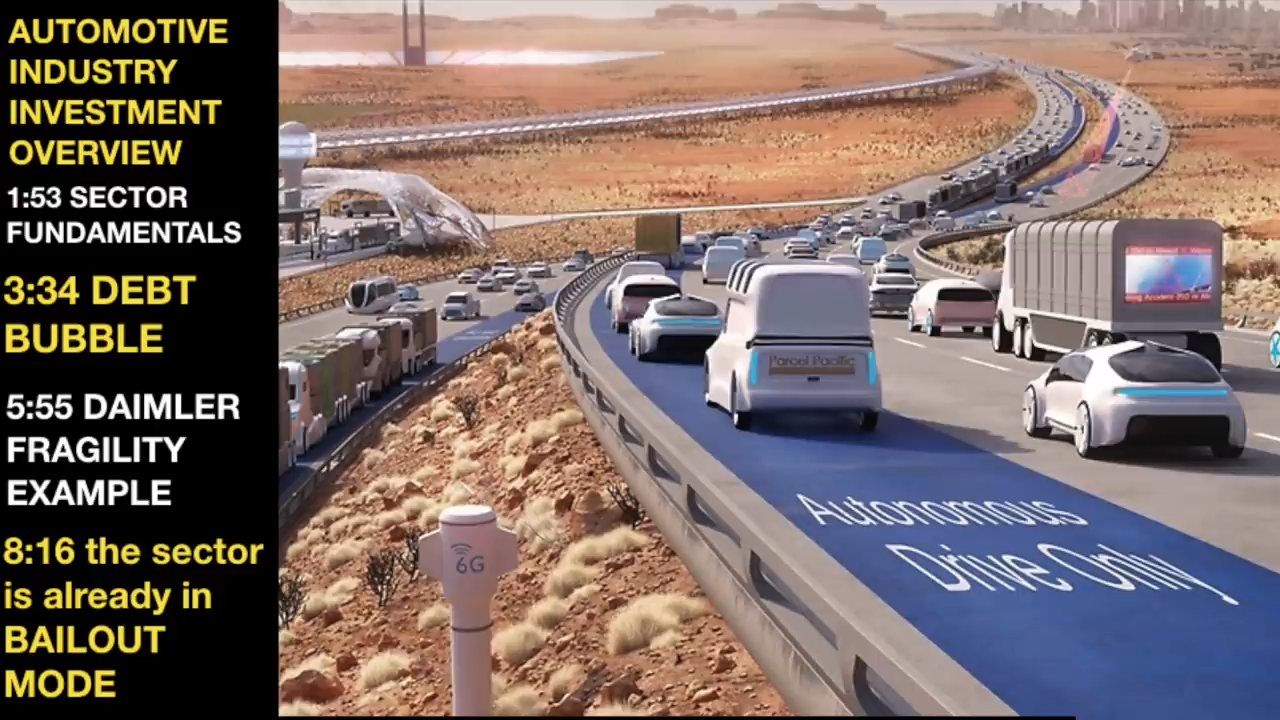 AUTOMOTIVE
INDUSTRY
INVESTMENT
OVERVIEW
1:53 SECTOR
FUNDAMENTALS
3:34 DEBT
BUBBLE
5:55 DAIMLER
FRAGILITY
EXAMPLE
8:16 the sector
is already in
BAILOUT
MODE
Parcel Pacific
Autonomous
Drive Only
6G